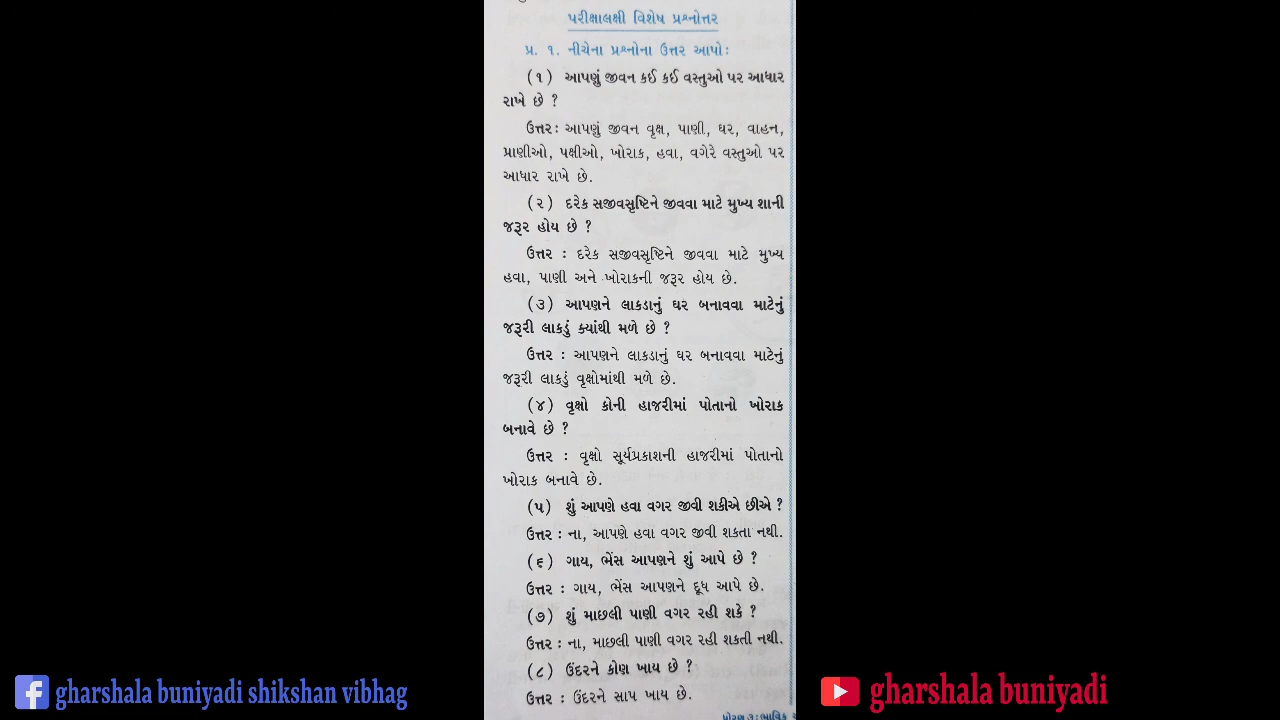 પરીક્ષાલક્ષી વિશેષ પ્રશ્નોત્તર
પ્ર. ૧. નીચેના પ્રશ્નોના ઉત્તર આપો:
(૧) આપણું જીવન કઈ કઈ વસ્તુઓ પર આધાર
રાખે છે ?
ઉત્તર: આપણું જીવન વૃક્ષ, પાણી, ઘર, વાહન,
પ્રાણીઓ, પક્ષીઓ, ખોરાક, હવા, વગેરે વસ્તુઓ પર
આધાર રાખે છે.
(૨) દરેક સજીવસૃષ્ટિને જીવવા માટે મુખ્ય શાની
જરૂર હોય છે ?
ઉત્તર : દરેક સજીવસૃષ્ટિને જીવવા માટે મુખ્ય
હવા, પાણી અને ખોરાકની જરૂર હોય છે.
(૩) આપણને લાકડાનું ઘર બનાવવા માટેનું
જરૂરી લાકડું ક્યાંથી મળે છે ?
ઉત્તર : આપણને લાકડાનું ઘર બનાવવા માટેનું
જરૂરી લાકડું વૃક્ષોમાંથી મળે છે.
(૪) વૃક્ષો કોની હાજરીમાં પોતાનો ખોરાક
બનાવે છે ?
ઉત્તર : વૃક્ષો સૂર્યપ્રકાશની હાજરીમાં પોતાનો
ખોરાક બનાવે છે.
(૫) શું આપણે હવા વગર જીવી શકીએ છીએ ?
ઉત્તર : ના, આપણે હવા વગર જીવી શકતા નથી.
(૬) ગાય, ભેંસ આપણને શું આપે છે ?
ઉત્તર : ગાય, ભેંસ આપણને દૂધ આપે છે.
(૭) શું માછલી પાણી વગર રહી શકે ?
ઉત્તર : ના, માછલી પાણી વગર રહી શકતી નથી.
(૮) ઉંદરને કોણ ખાય છે ?
ઉત્તર : ઉંદરને સાપ ખાય છે.
ધોરણ ૩ : ભાવિક
gharshala buniyadi shikshan vibhag
gharshala buniyadi